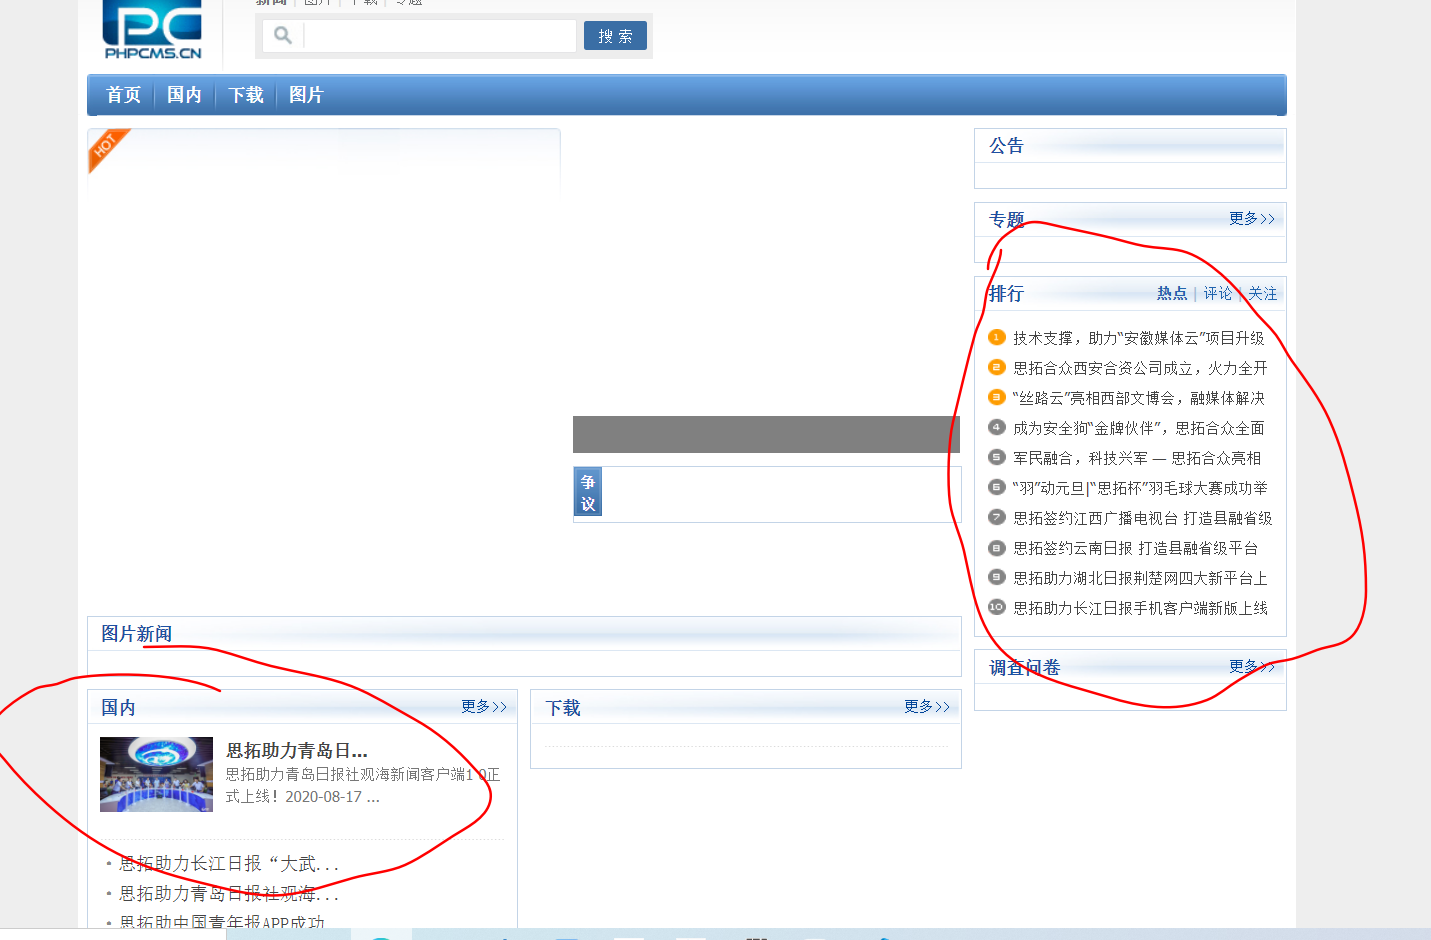 新闻 | 图片 | 下载 | 专题
PC
PHPCMS.CN
搜 索
首页 国内 下载 图片
HOT
争议
公告
专题 更多>>
排行 热点 | 评论 | 关注
1 技术支撑，助力“安徽媒体云”项目升级
2 思拓合众西安合资公司成立，火力全开
3 “丝路云”亮相西部文博会，融媒体解决
4 成为安全狗“金牌伙伴”，思拓合众全面
5 军民融合，科技兴军 — 思拓合众亮相
6 “羽”动元旦|“思拓杯”羽毛球大赛成功举
7 思拓签约江西广播电视台 打造县融省级
8 思拓签约云南日报 打造县融省级平台
9 思拓助力湖北日报荆楚网四大新平台上
10 思拓助力长江日报手机客户端新版上线
调查问卷 更多>>
图片新闻
国内 更多>>
思拓助力青岛日...
思拓助力青岛日报社观海新闻客户端1 0正
式上线！2020-08-17 ...
• 思拓助力长江日报“大武...
• 思拓助力青岛日报社观海...
• 思拓助中国青年报APP成功
下载 更多>>